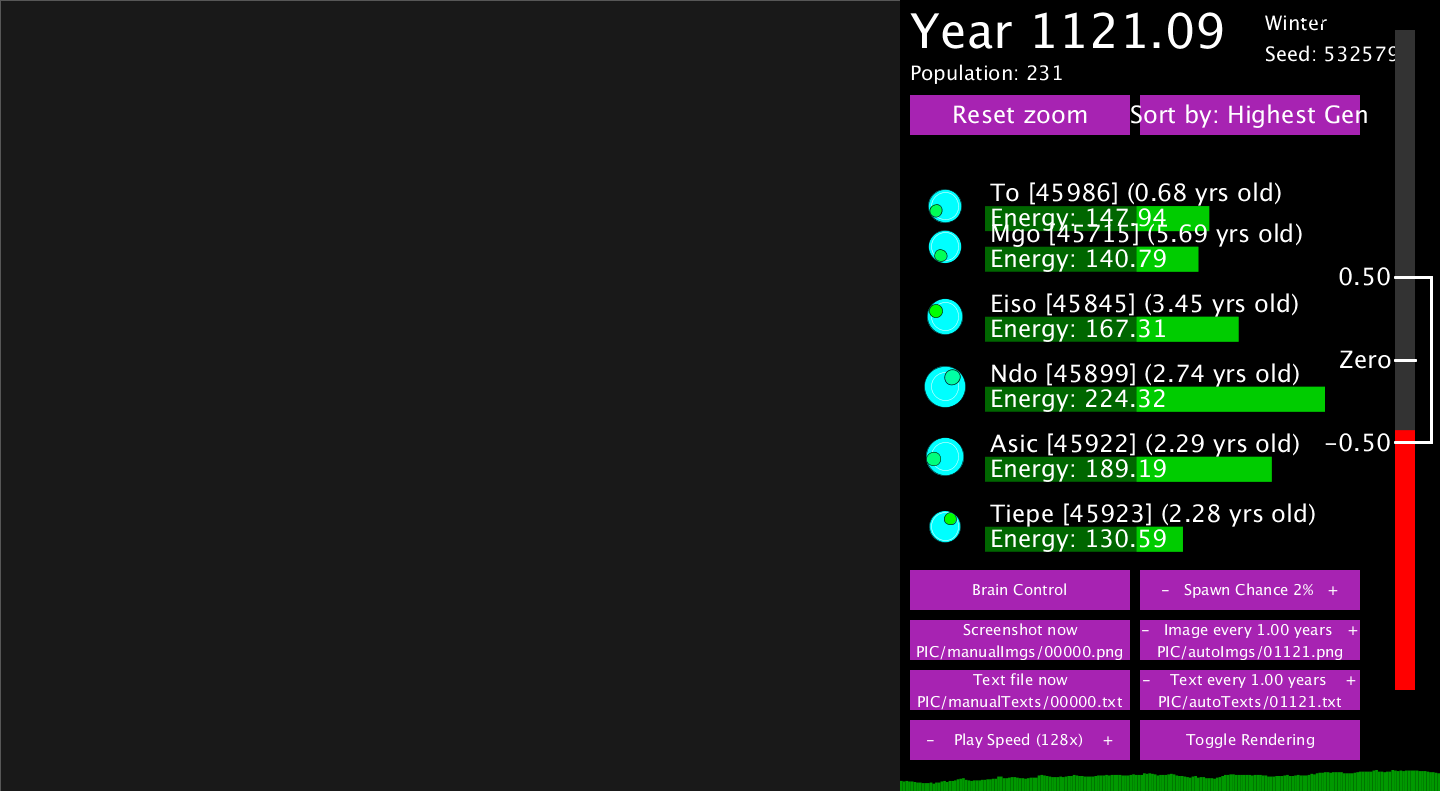 Year 1121.09
Winter
Seed: 532579
Population: 231
Reset zoom
Sort by: Highest Gen
To [45986] (0.68 yrs old)
Energy: 147.94
Mgo [45715] (5.69 yrs old)
Energy: 140.79
Eiso [45845] (3.45 yrs old)
Energy: 167.31
Ndo [45899] (2.74 yrs old)
Energy: 224.32
Asic [45922] (2.29 yrs old)
Energy: 189.19
Tiepe [45923] (2.28 yrs old)
Energy: 130.59
0.50
Zero
−0.50
Brain Control
- Spawn Chance 2% +
Screenshot now
PIC/manualImgs/00000.png
- Image every 1.00 years +
PIC/autoImgs/01121.png
Text file now
PIC/manualTexts/00000.txt
- Text every 1.00 years +
PIC/autoTexts/01121.txt
- Play Speed (128x) +
Toggle Rendering